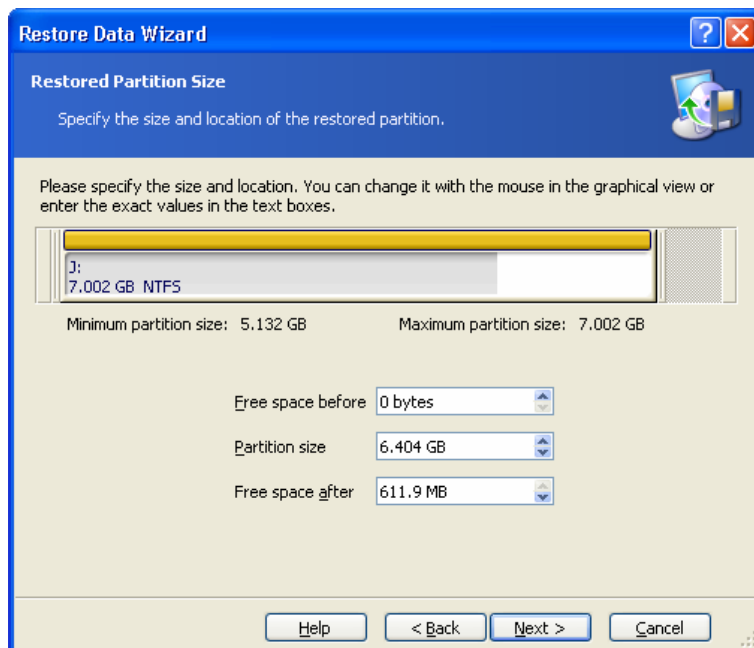 Restore Data Wizard
Restored Partition Size
Specify the size and location of the restored partition.
Please specify the size and location. You can change it with the mouse in the graphical view or
enter the exact values in the text boxes.
J:
7.002 GB NTFS
Minimum partition size: 5.132 GB Maximum partition size: 7.002 GB
Free space before 0 bytes
Partition size 6.404 GB
Free space after 611.9 MB
Help < Back Next > Cancel